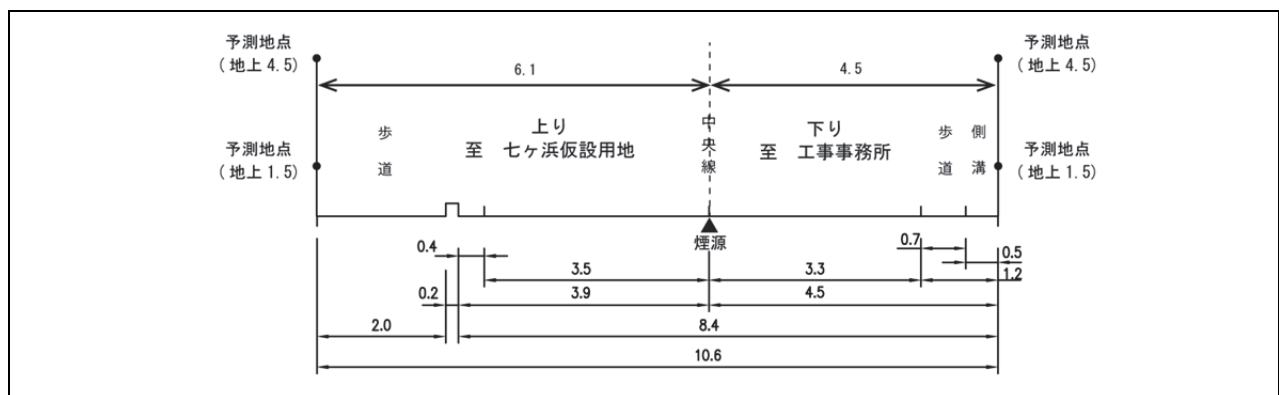 予測地点
(地上4.5)
予測地点
(地上4.5)
6.1
4.5
歩道
上り
至 七ヶ浜仮設用地
中央線
下り
至 工事事務所
歩道
側溝
予測地点
(地上1.5)
予測地点
(地上1.5)
煙源
0.4
0.7
0.5
3.5
3.3
1.2
0.2
3.9
4.5
2.0
8.4
10.6